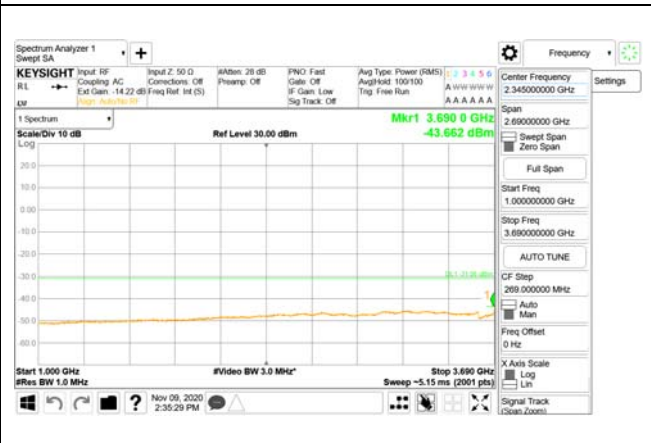 Spectrum Analyzer 1
Swept SA
Frequency
KEYSIGHT
RL
Input: RF
Coupling: AC
Ext Gain: -14.22 dB
Align: Auto/No RF
Input Z: 50 Ω
Corrections: Off
Freq Ref: Int (S)
#Atten: 28 dB
Preamp: Off
PNO: Fast
Gate: Off
IF Gain: Low
Sig Track: Off
Avg Type: Power (RMS)
Avg|Hold: 100/100
Trig: Free Run
1 2 3 4 5 6
A W W W W W
A A A A A A
Center Frequency
2.345000000 GHz
Settings
Span
2.69000000 GHz
Swept Span
Zero Span
Full Span
Start Freq
1.000000000 GHz
Stop Freq
3.690000000 GHz
AUTO TUNE
CF Step
269.000000 MHz
Auto
Man
Freq Offset
0 Hz
X Axis Scale
Log
Lin
Signal Track
(Span Zoom)
1 Spectrum
Scale/Div 10 dB
Log
Ref Level 30.00 dBm
Mkr1 3.690 0 GHz
-43.662 dBm
20.0
10.0
0.00
-10.0
-20.0
-30.0
-40.0
-50.0
-60.0
1
Start 1.000 GHz
#Res BW 1.0 MHz
#Video BW 3.0 MHz*
Stop 3.690 GHz
Sweep ~5.15 ms (2001 pts)
?
Nov 09, 2020
2:35:29 PM